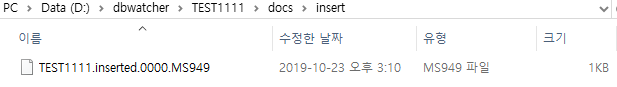 PC > Data (D:) > dbwatcher > TEST1111 > docs > insert
이름 수정한 날짜 유형 크기
TEST1111.inserted.0000.MS949 2019-10-23 오후 3:10 MS949 파일 1KB